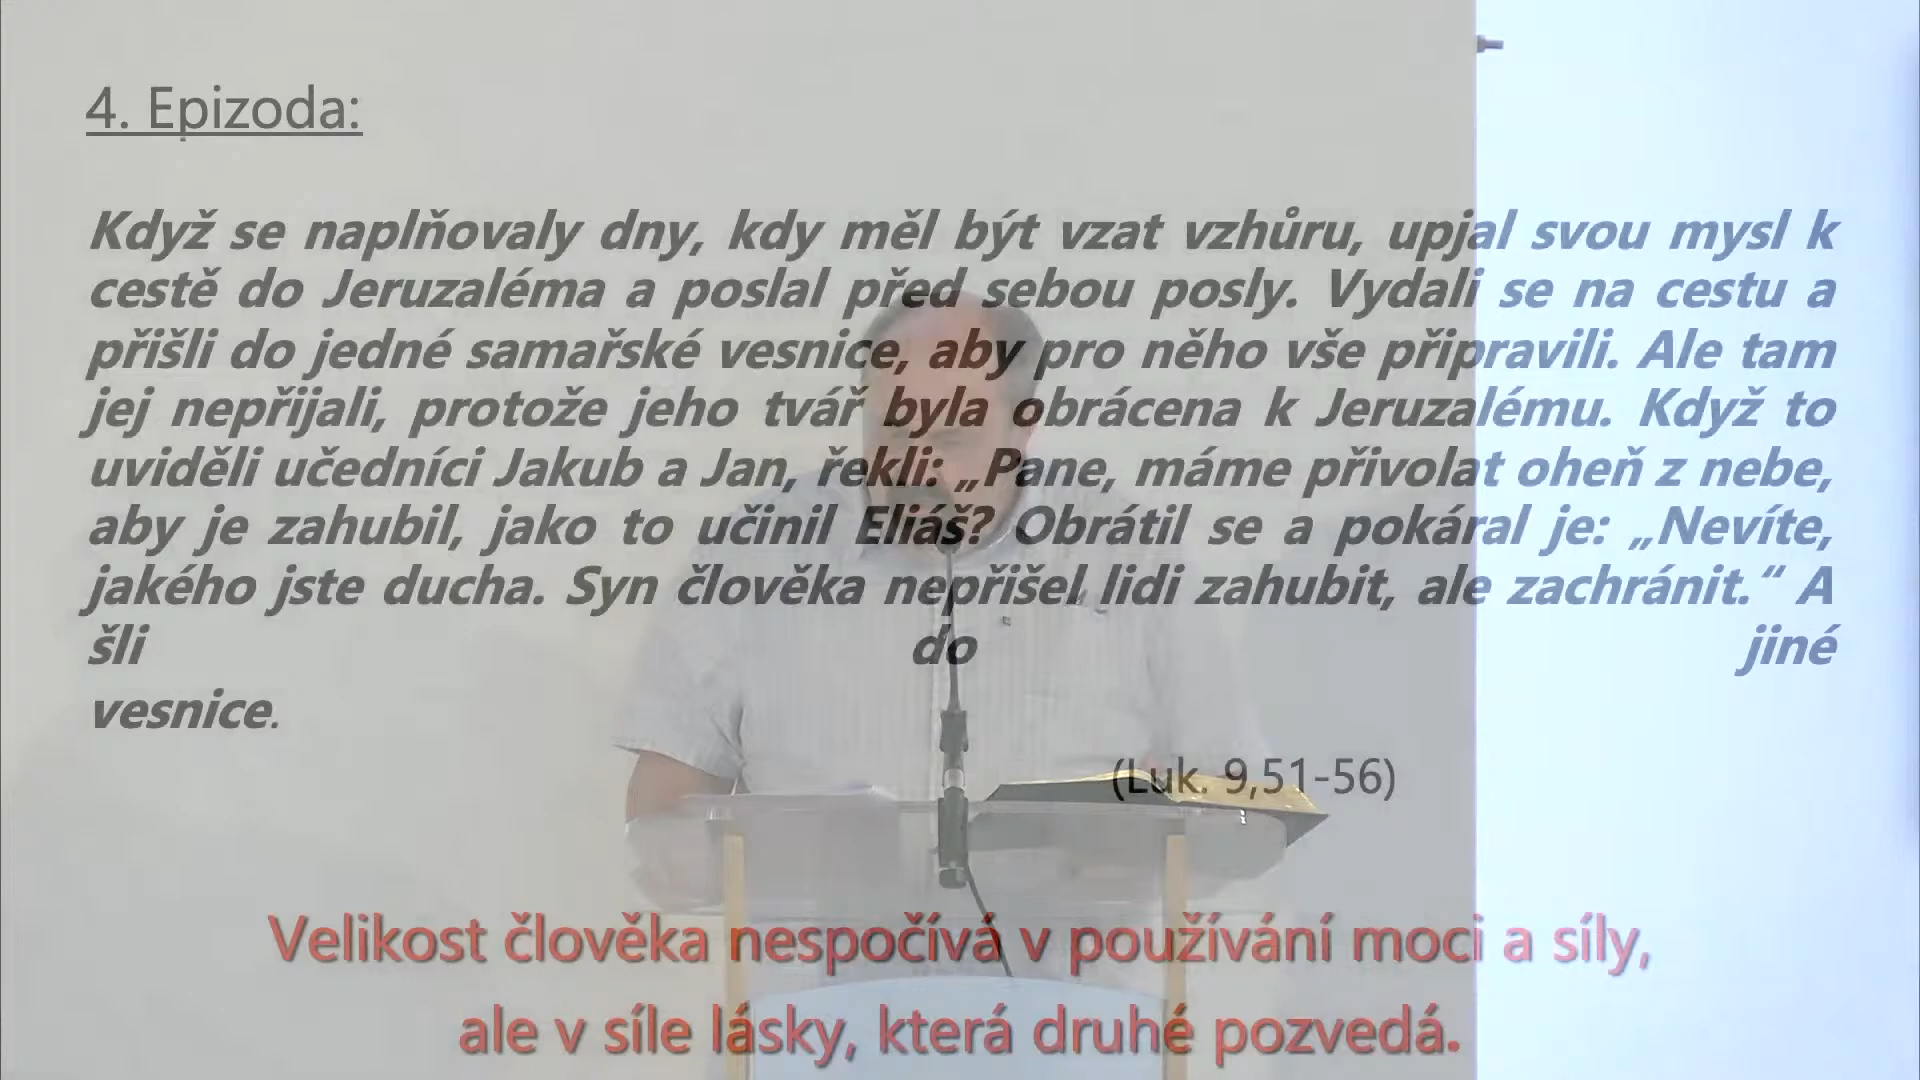 4. Epizoda:
Když se naplňovaly dny, kdy měl být vzat vzhůru, upjal svou mysl k
cestě do Jeruzaléma a poslal před sebou posly. Vydali se na cestu a
přišli do jedné samařské vesnice, aby pro něho vše připravili. Ale tam
jej nepřijali, protože jeho tvář byla obrácena k Jeruzalému. Když to
uviděli učedníci Jakub a Jan, řekli: „Pane, máme přivolat oheň z nebe,
aby je zahubil, jako to učinil Eliáš? Obrátil se a pokáral je: „Nevíte,
jakého jste ducha. Syn člověka nepřišel lidi zahubit, ale zachránit.“ A
šli do jiné
vesnice.
(Luk. 9,51-56)
Velikost člověka nespočívá v používání moci a síly,
ale v síle lásky, která druhé pozvedá.